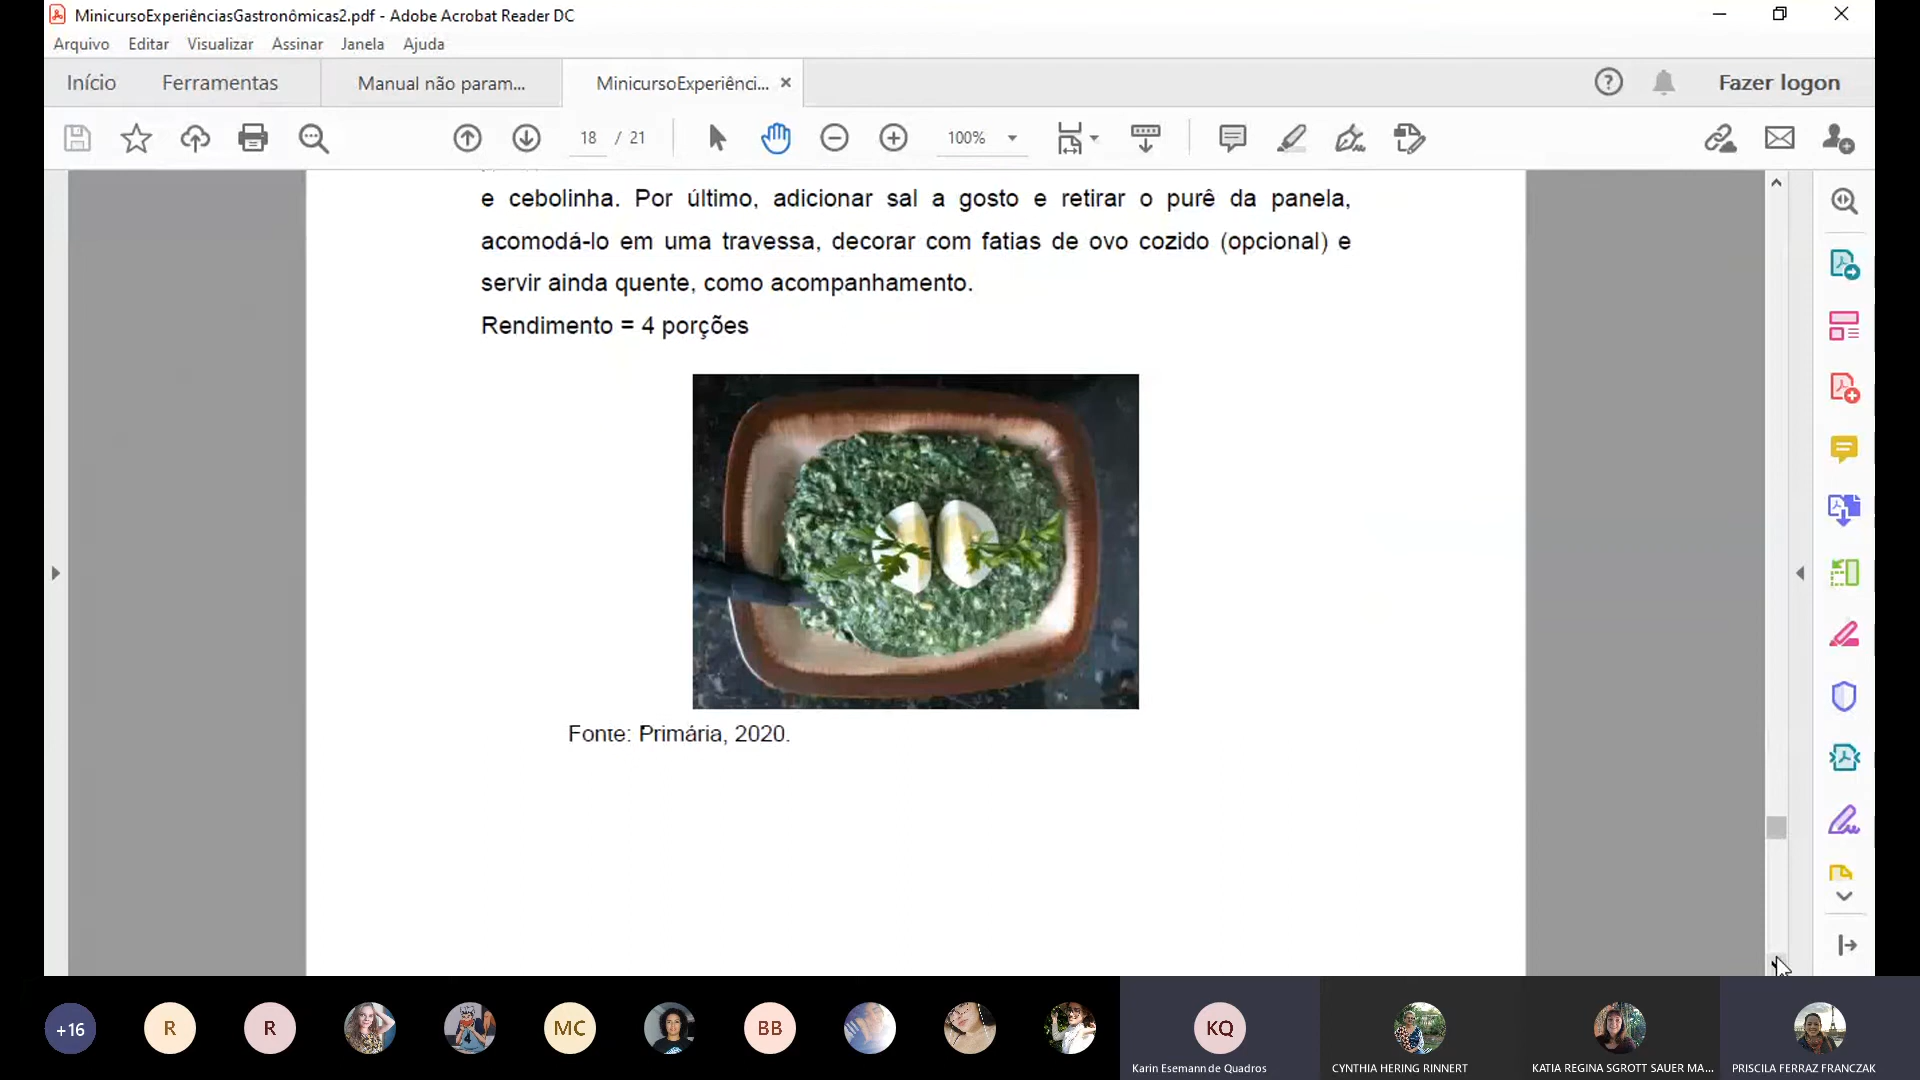 MinicursoExperiênciasGastronômicas2.pdf - Adobe Acrobat Reader DC
Arquivo Editar Visualizar Assinar Janela Ajuda
Início Ferramentas Manual não param... MinicursoExperiênci... Fazer logon
18 / 21 100%
e cebolinha. Por último, adicionar sal a gosto e retirar o purê da panela,
acomodá-lo em uma travessa, decorar com fatias de ovo cozido (opcional) e
servir ainda quente, como acompanhamento.
Rendimento = 4 porções
Fonte: Primária, 2020.
+16 R R MC BB KQ
Karin Esemann de Quadros CYNTHIA HERING RINNERT KATIA REGINA SGROTT SAUER MA... PRISCILA FERRAZ FRANCZAK